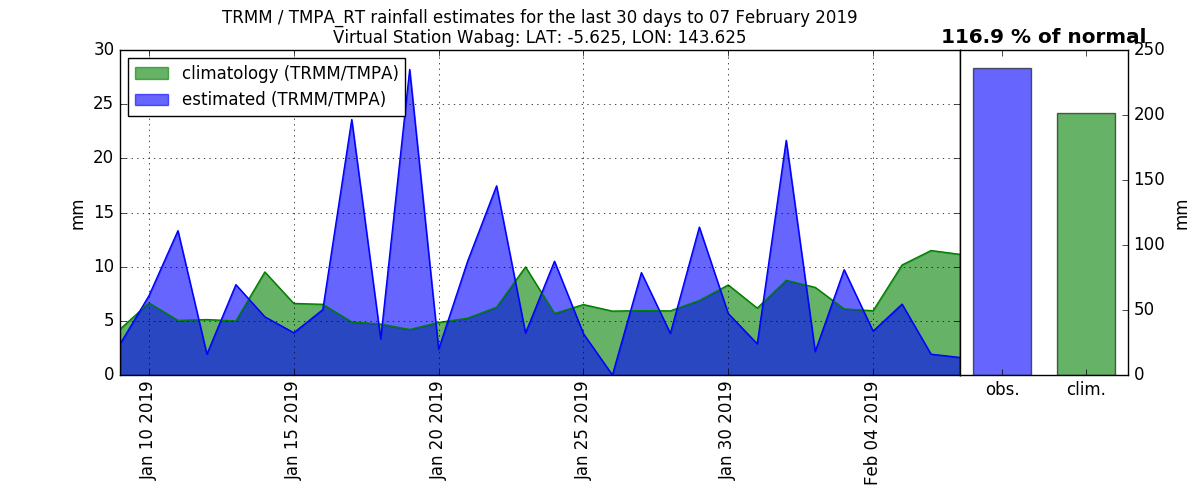 TRMM / TMPA_RT rainfall estimates for the last 30 days to 07 February 2019
Virtual Station Wabag: LAT: -5.625, LON: 143.625
116.9 % of normal
climatology (TRMM/TMPA)
estimated (TRMM/TMPA)
30
25
20
15
10
5
0
mm
Jan 10 2019
Jan 15 2019
Jan 20 2019
Jan 25 2019
Jan 30 2019
Feb 04 2019
obs.
clim.
250
200
150
100
50
0
mm